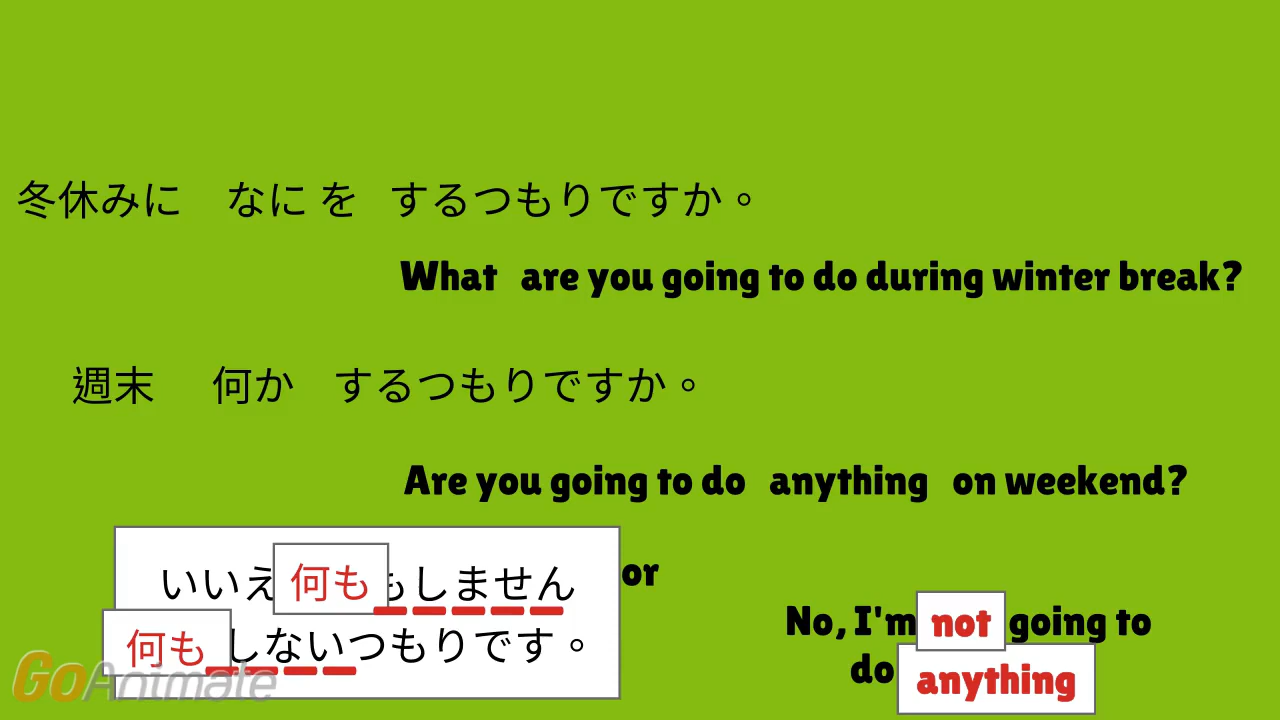 冬休みに なに を するつもりですか。
What are you going to do during winter break?
週末 何か するつもりですか。
Are you going to do anything on weekend?
いいえ 何も もしません
or
何も しないつもりです。
No, I'm not going to
do anything
GoAnimate